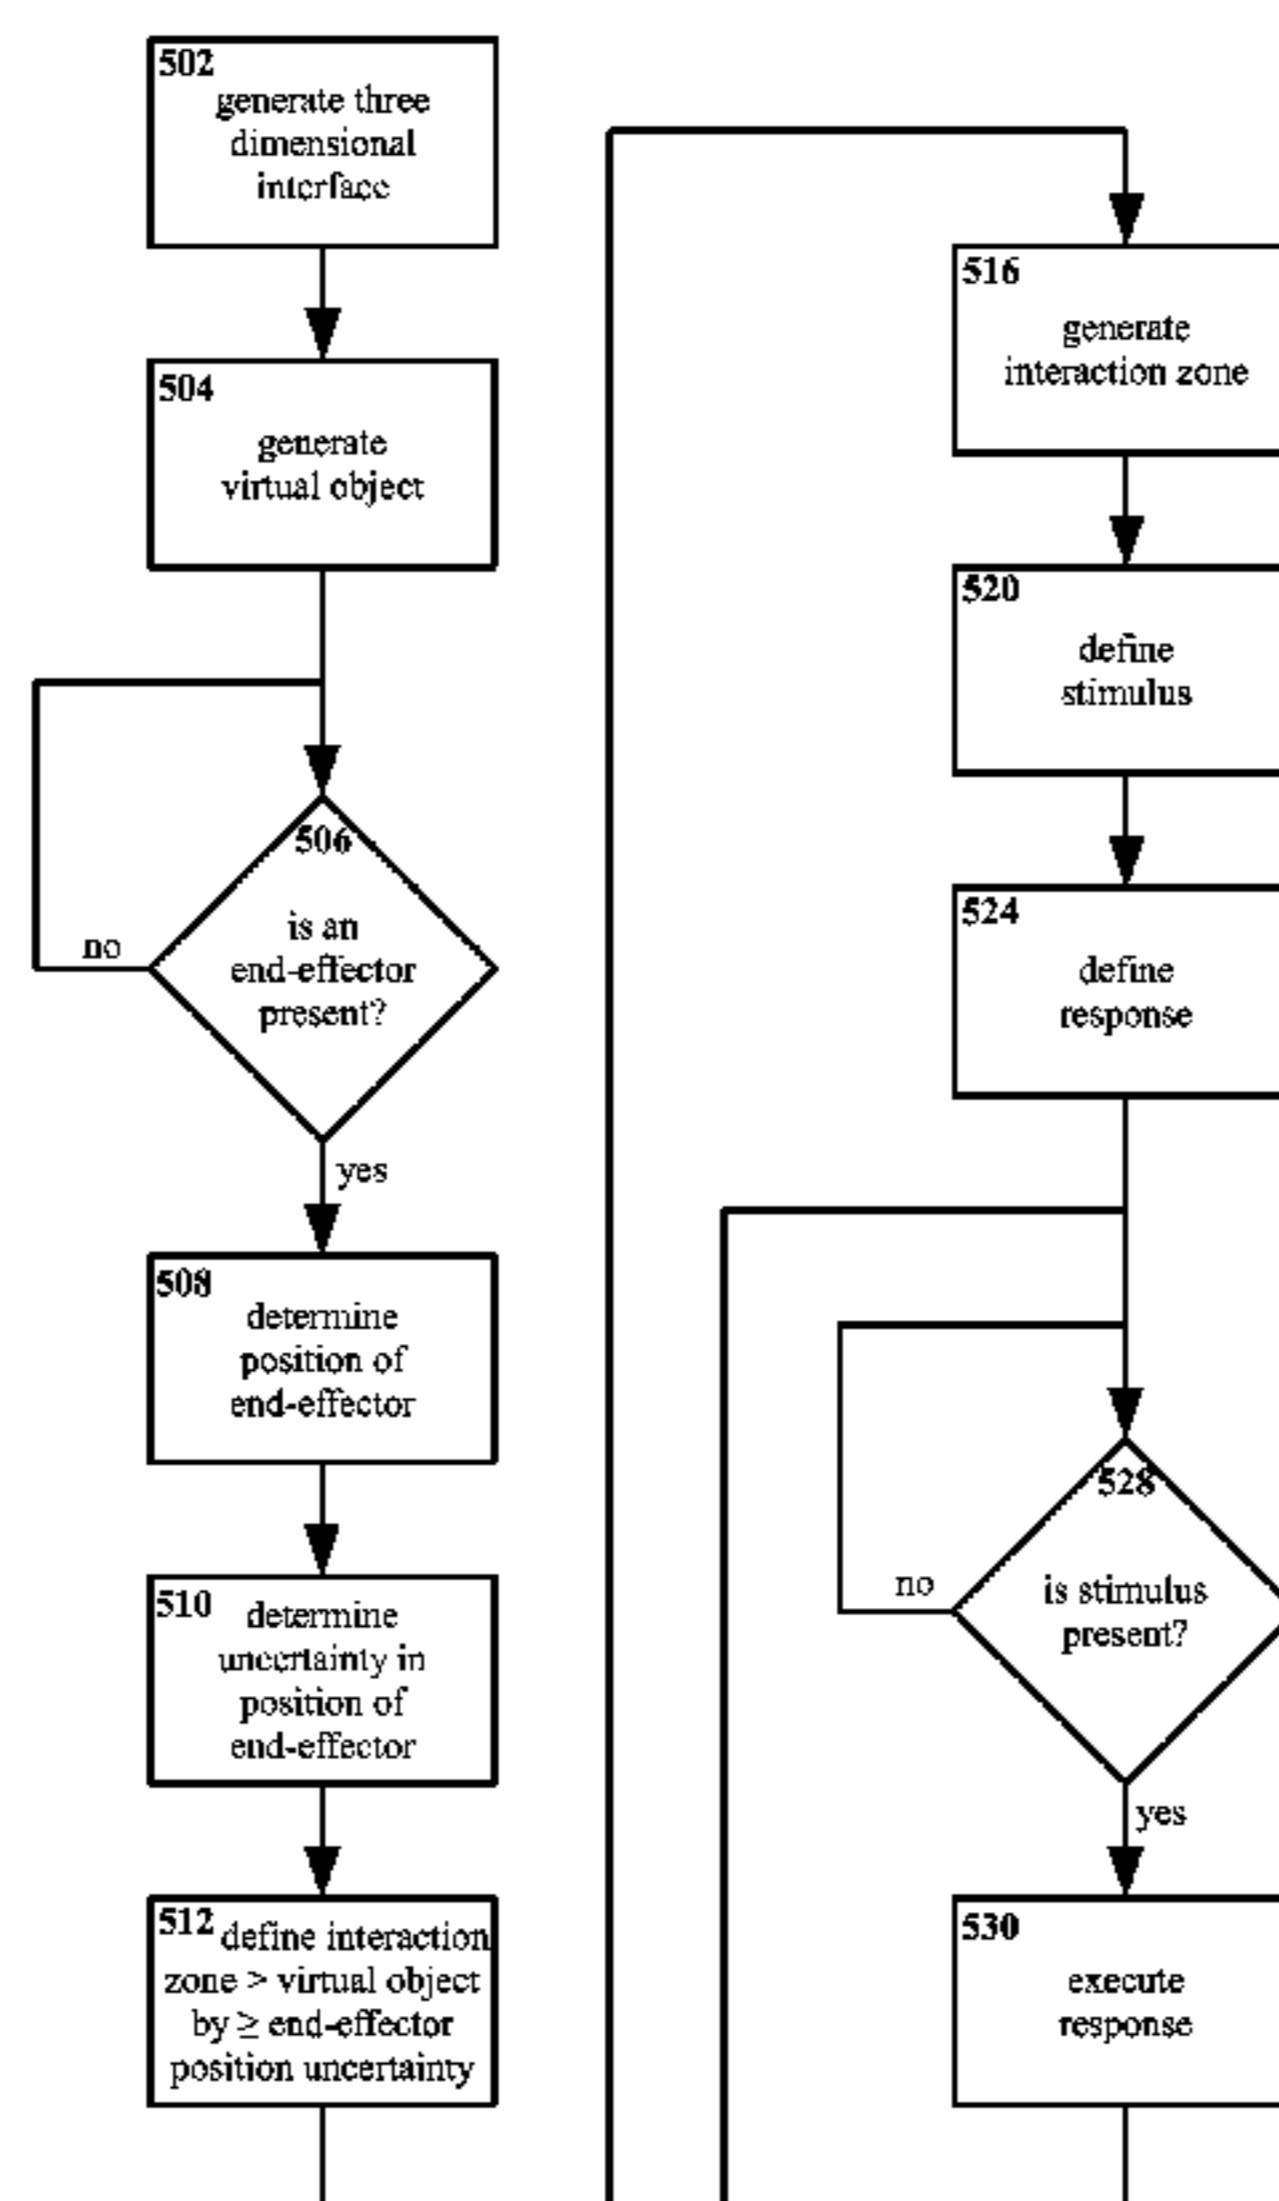 502
generate three
dimensional
interface
504
generate
virtual object
506
is an
end-effector
present?
no
yes
508
determine
position of
end-effector
510
determine
uncertainty in
position of
end-effector
512
define interaction
zone > virtual object
by ≥ end-effector
position uncertainty
516
generate
interaction zone
520
define
stimulus
524
define
response
528
is stimulus
present?
no
yes
530
execute
response